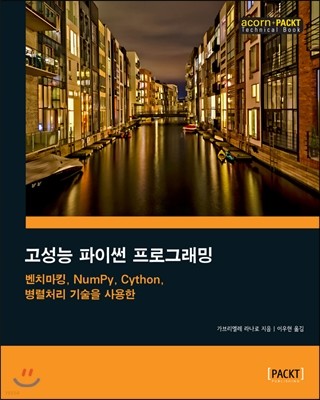 acorn+PACKT
Technical Book
고성능 파이썬 프로그래밍
벤치마킹, NumPy, Cython,
병렬처리 기술을 사용한
가브리엘레 라나로 지음 | 이우현 옮김
[PACKT]
PUBLISHING